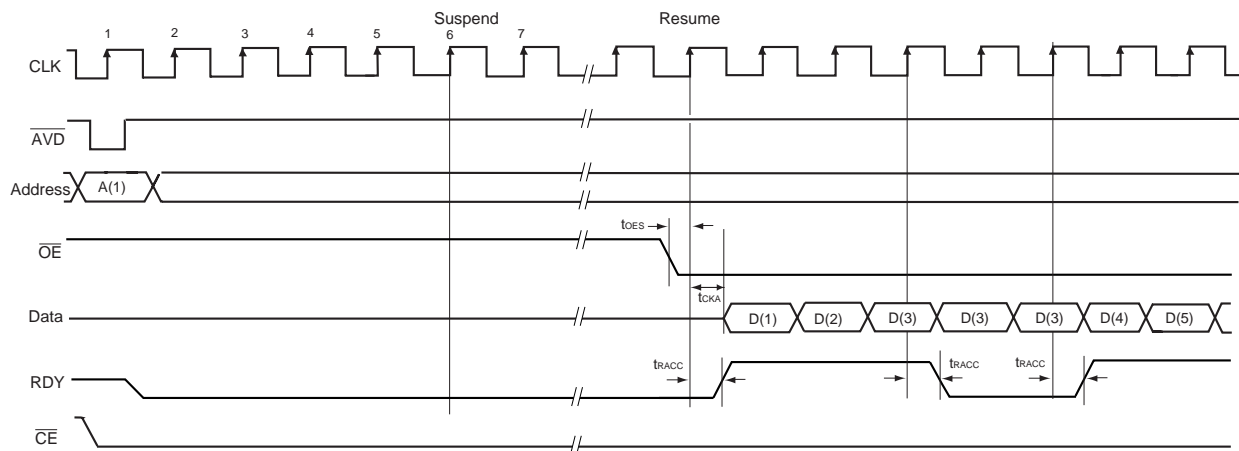 Suspend Resume
1 2 3 4 5 6 7
CLK
AVD
Address A(1)
tOES
OE
tCKA
Data D(1) D(2) D(3) D(3) D(3) D(4) D(5)
tRACC tRACC tRACC
RDY
CE